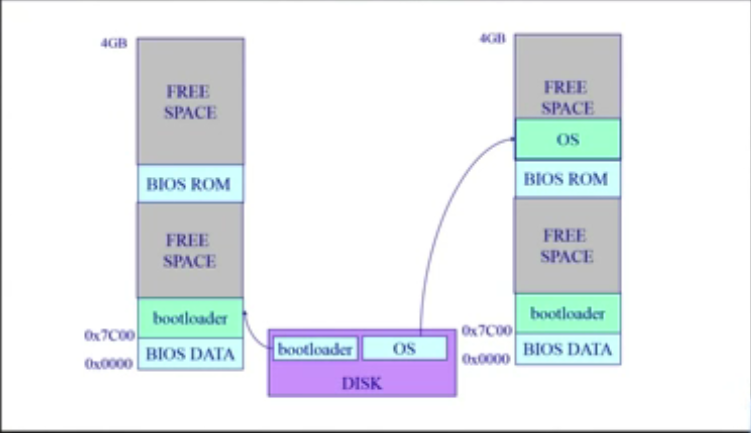 4GB
FREE
SPACE
BIOS ROM
FREE
SPACE
bootloader
0x7C00
BIOS DATA
0x0000
bootloader
OS
DISK
4GB
FREE
SPACE
OS
BIOS ROM
FREE
SPACE
bootloader
0x7C00
BIOS DATA
0x0000